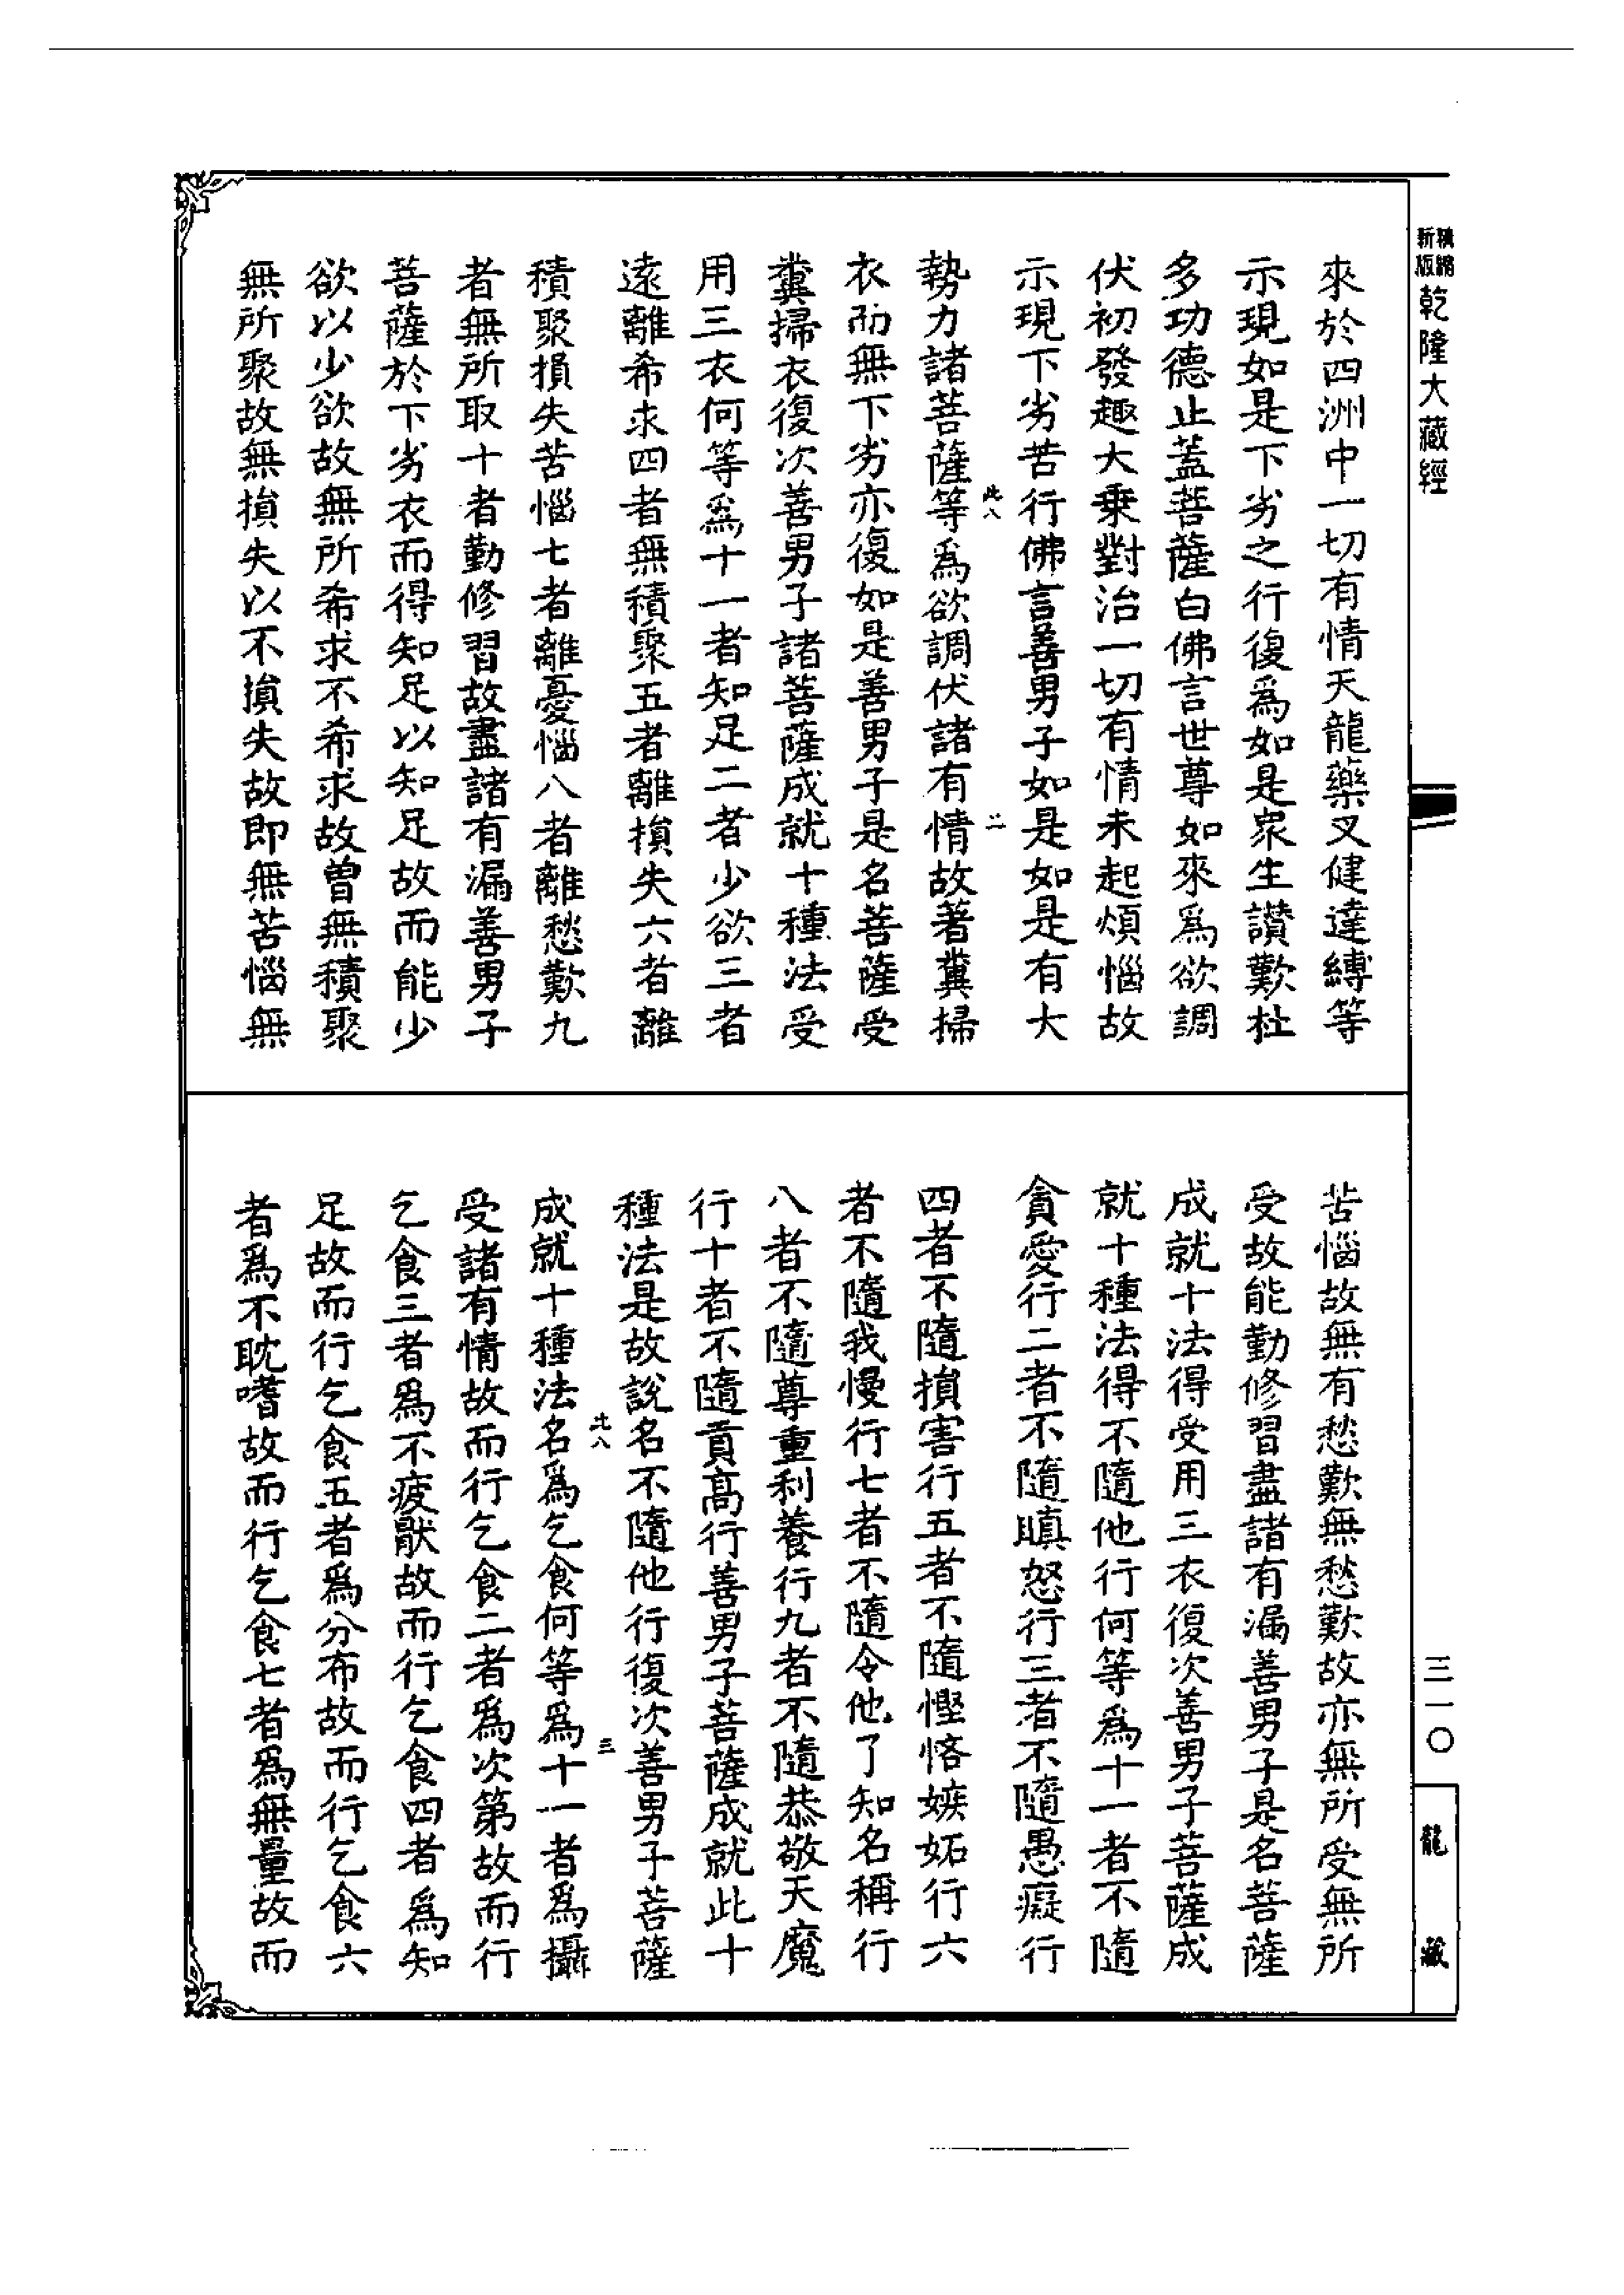 新版精縮乾隆大藏經
來於四洲中一切有情天龍藥叉健達縛等
示現如是下劣之行復爲如是衆生讚歎杜
多功德止蓋菩薩白佛言世尊如來爲欲調
伏初發趣大乗對治一切有情未起煩惱故
示現下劣苦行佛言善男子如是如是有大
此八
二
勢力諸菩薩等爲欲調伏諸有情故著糞掃
衣而無下劣亦復如是善男子是名菩薩受
糞掃衣復次善男子諸菩薩成就十種法受
用三衣何等爲十一者知足二者少欲三者
遠離希求四者無積聚五者離損失六者離
積聚損失苦惱七者離憂惱八者離愁歎九
者無所取十者勤修習故盡諸有漏善男子
菩薩於下劣衣而得知足以知足故而能少
欲以少欲故無所希求不希求故曾無積聚
無所聚故無損失以不損失故即無苦惱無
苦惱故無有愁歎無愁歎故亦無所受無所
受故能勤修習盡諸有漏善男子是名菩薩
成就十法得受用三衣復次善男子菩薩成
就十種法得不隨他行何等爲十一者不隨
貪愛行二者不隨瞋怒行三者不隨愚癡行
四者不隨損害行五者不隨慳悋嫉妬行六
者不隨我慢行七者不隨令他了知名稱行
八者不隨尊重利養行九者不隨恭敬天魔
行十者不隨貢高行善男子菩薩成就此十
種法是故說名不隨他行復次善男子菩薩
此八
三
成就十種法名爲乞食何等爲十一者爲攝
受諸有情故而行乞食二者爲次第故而行
乞食三者爲不疲猒故而行乞食四者爲知
足故而行乞食五者爲分布故而行乞食六
者爲不耽嗜故而行乞食七者爲無量故而
三一〇
龍藏